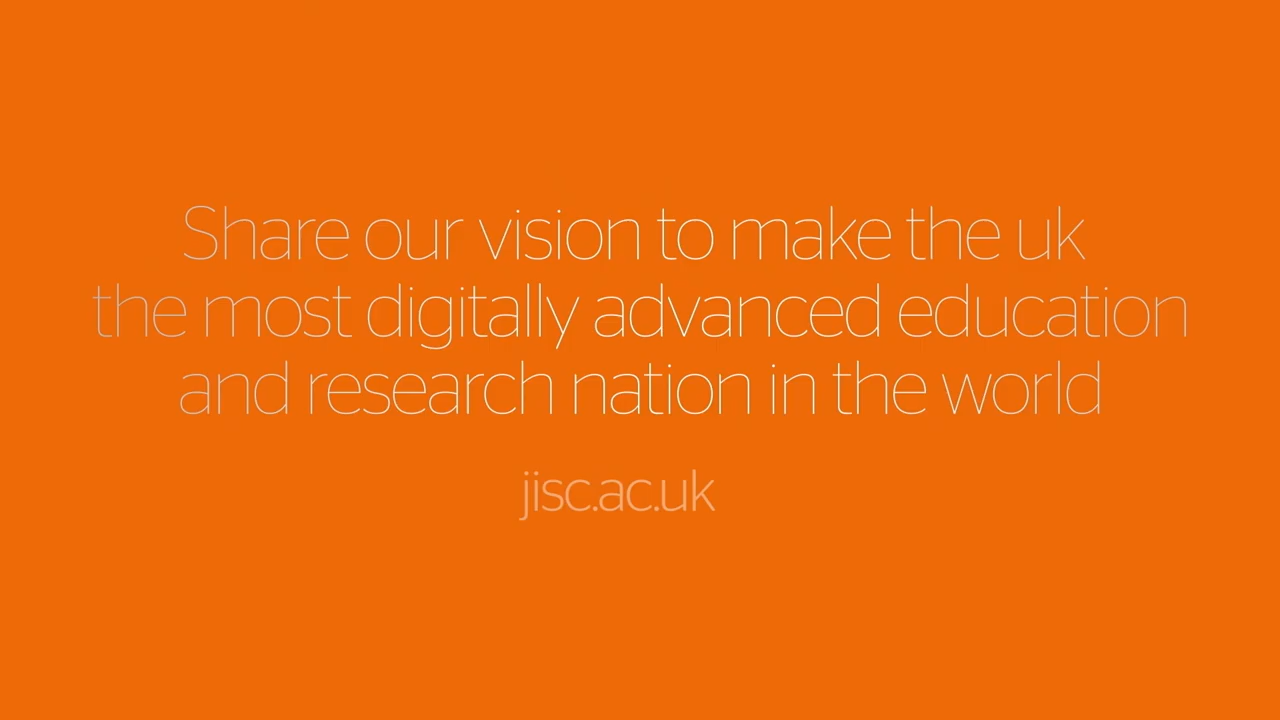 Share our vision to make the uk
the most digitally advanced education
and research nation in the world
jisc.ac.uk